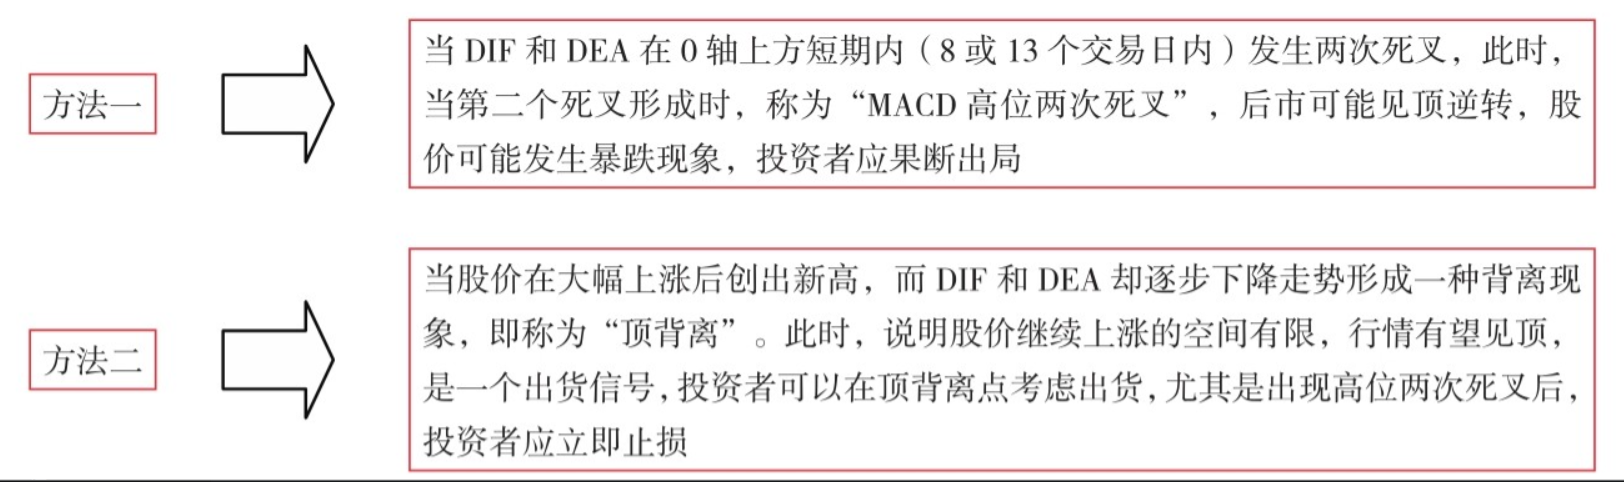 方法一
当 DIF 和 DEA 在 0 轴上方短期内（8 或 13 个交易日内）发生两次死叉，此时，
当第二个死叉形成时，称为“MACD 高位两次死叉”，后市可能见顶逆转，股
价可能发生暴跌现象，投资者应果断出局
方法二
当股价在大幅上涨后创出新高，而 DIF 和 DEA 却逐步下降走势形成一种背离现
象，即称为“顶背离”。此时，说明股价继续上涨的空间有限，行情有望见顶，
是一个出货信号，投资者可以在顶背离点考虑出货，尤其是出现高位两次死叉后，
投资者应立即止损